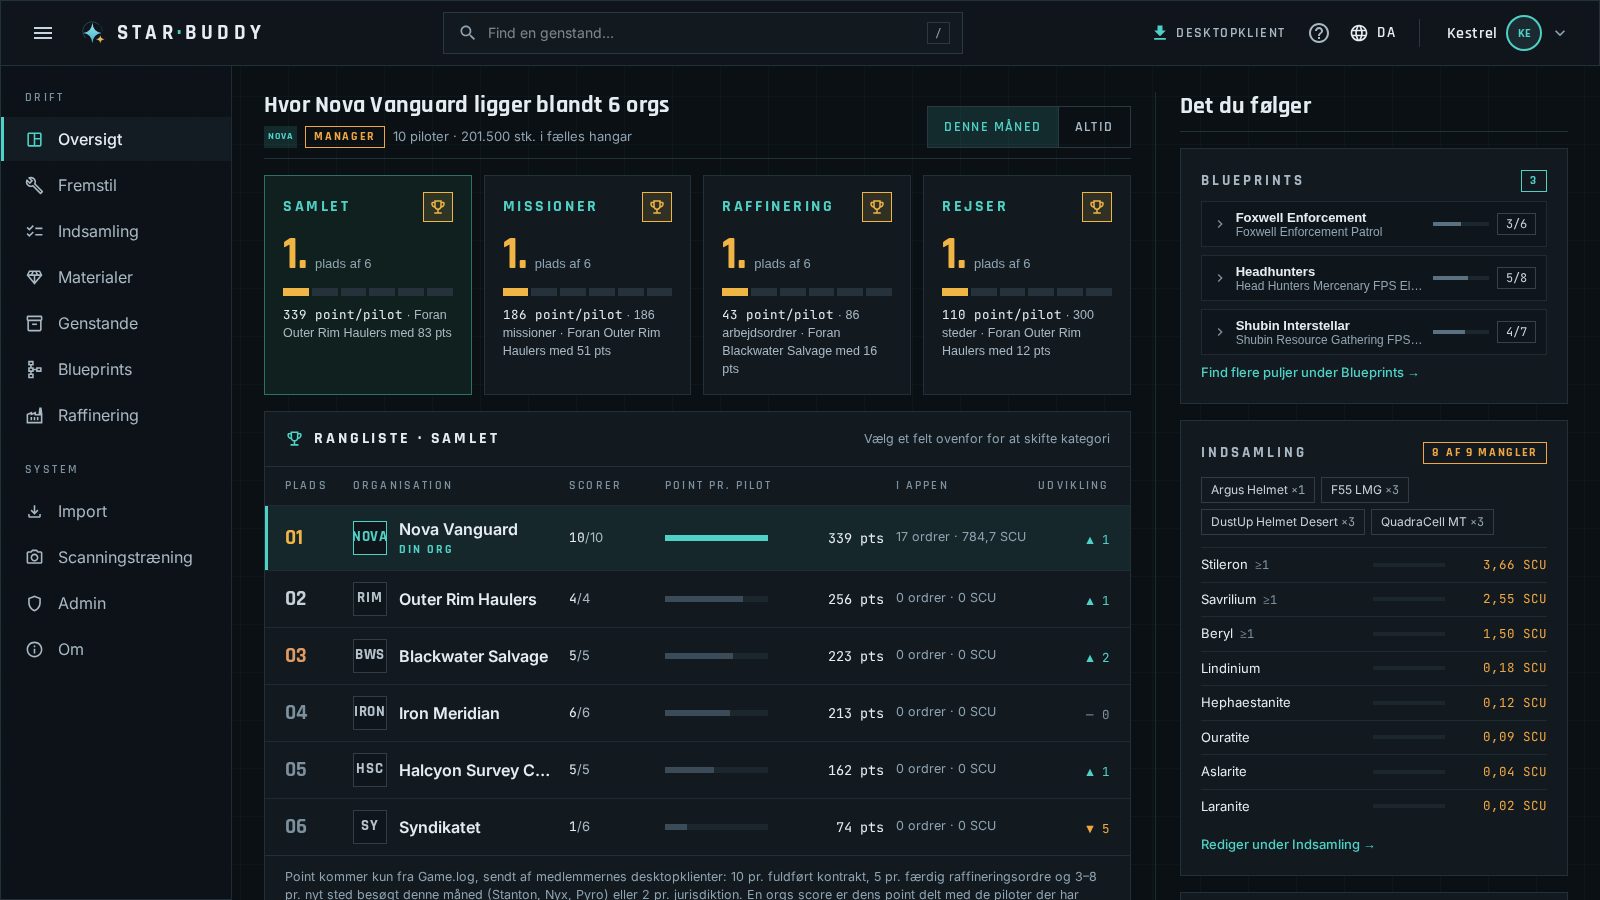 STAR·BUDDY
Find en genstand...
/
DESKTOPKLIENT
DA
Kestrel
KE
DRIFT
Oversigt
Fremstil
Indsamling
Materialer
Genstande
Blueprints
Raffinering
SYSTEM
Import
Scanningstræning
Admin
Om
Hvor Nova Vanguard ligger blandt 6 orgs
NOVA MANAGER 10 piloter · 201.500 stk. i fælles hangar
DENNE MÅNED ALTID
SAMLET
1. plads af 6
339 point/pilot · Foran
Outer Rim Haulers med 83 pts
MISSIONER
1. plads af 6
186 point/pilot · 186
missioner · Foran Outer Rim
Haulers med 51 pts
RAFFINERING
1. plads af 6
43 point/pilot · 86
arbejdsordrer · Foran
Blackwater Salvage med 16
pts
REJSER
1. plads af 6
110 point/pilot · 300
steder · Foran Outer Rim
Haulers med 12 pts
RANGLISTE · SAMLET
Vælg et felt ovenfor for at skifte kategori
PLADS ORGANISATION SCORER POINT PR. PILOT I APPEN UDVIKLING
01 NOVA Nova Vanguard 10/10 339 pts 17 ordrer · 784,7 SCU ▲ 1
DIN ORG
02 RIM Outer Rim Haulers 4/4 256 pts 0 ordrer · 0 SCU ▲ 1
03 BWS Blackwater Salvage 5/5 223 pts 0 ordrer · 0 SCU ▲ 2
04 IRON Iron Meridian 6/6 213 pts 0 ordrer · 0 SCU — 0
05 HSC Halcyon Survey C... 5/5 162 pts 0 ordrer · 0 SCU ▲ 1
06 SY Syndikatet 1/6 74 pts 0 ordrer · 0 SCU ▼ 5
Point kommer kun fra Game.log, sendt af medlemmernes desktopklienter: 10 pr. fuldført kontrakt, 5 pr. færdig raffineringsordre og 3–8
pr. nyt sted besøgt denne måned (Stanton, Nyx, Pyro) eller 2 pr. jurisdiktion. En orgs score er dens point delt med de piloter der har
Det du følger
BLUEPRINTS 3
Foxwell Enforcement
Foxwell Enforcement Patrol
3/6
Headhunters
Head Hunters Mercenary FPS El...
5/8
Shubin Interstellar
Shubin Resource Gathering FPS...
4/7
Find flere puljer under Blueprints →
INDSAMLING 8 AF 9 MANGLER
Argus Helmet ×1 F55 LMG ×3
DustUp Helmet Desert ×3 QuadraCell MT ×3
Stileron ≥1 3,66 SCU
Savrilium ≥1 2,55 SCU
Beryl ≥1 1,50 SCU
Lindinium 0,18 SCU
Hephaestanite 0,12 SCU
Ouratite 0,09 SCU
Aslarite 0,04 SCU
Laranite 0,02 SCU
Rediger under Indsamling →